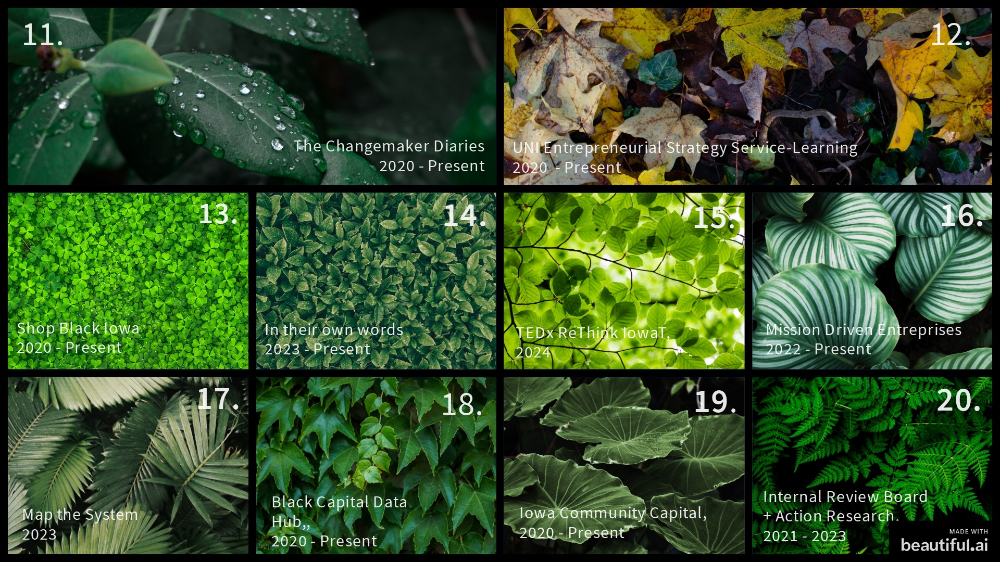 11.
The Changemaker Diaries
2020 - Present
12.
UNI Entrepreneurial Strategy Service-Learning
2020 - Present
13.
Shop Black Iowa
2020 - Present
14.
In their own words
2023 - Present
15.
TEDx ReThink IowaT,
2024
16.
Mission Driven Entreprises
2022 - Present
17.
Map the System
2023
18.
Black Capital Data
Hub,,
2020 - Present
19.
Iowa Community Capital,
2020 - Present
20.
Internal Review Board
+ Action Research.
2021 - 2023
MADE WITH
beautiful.ai